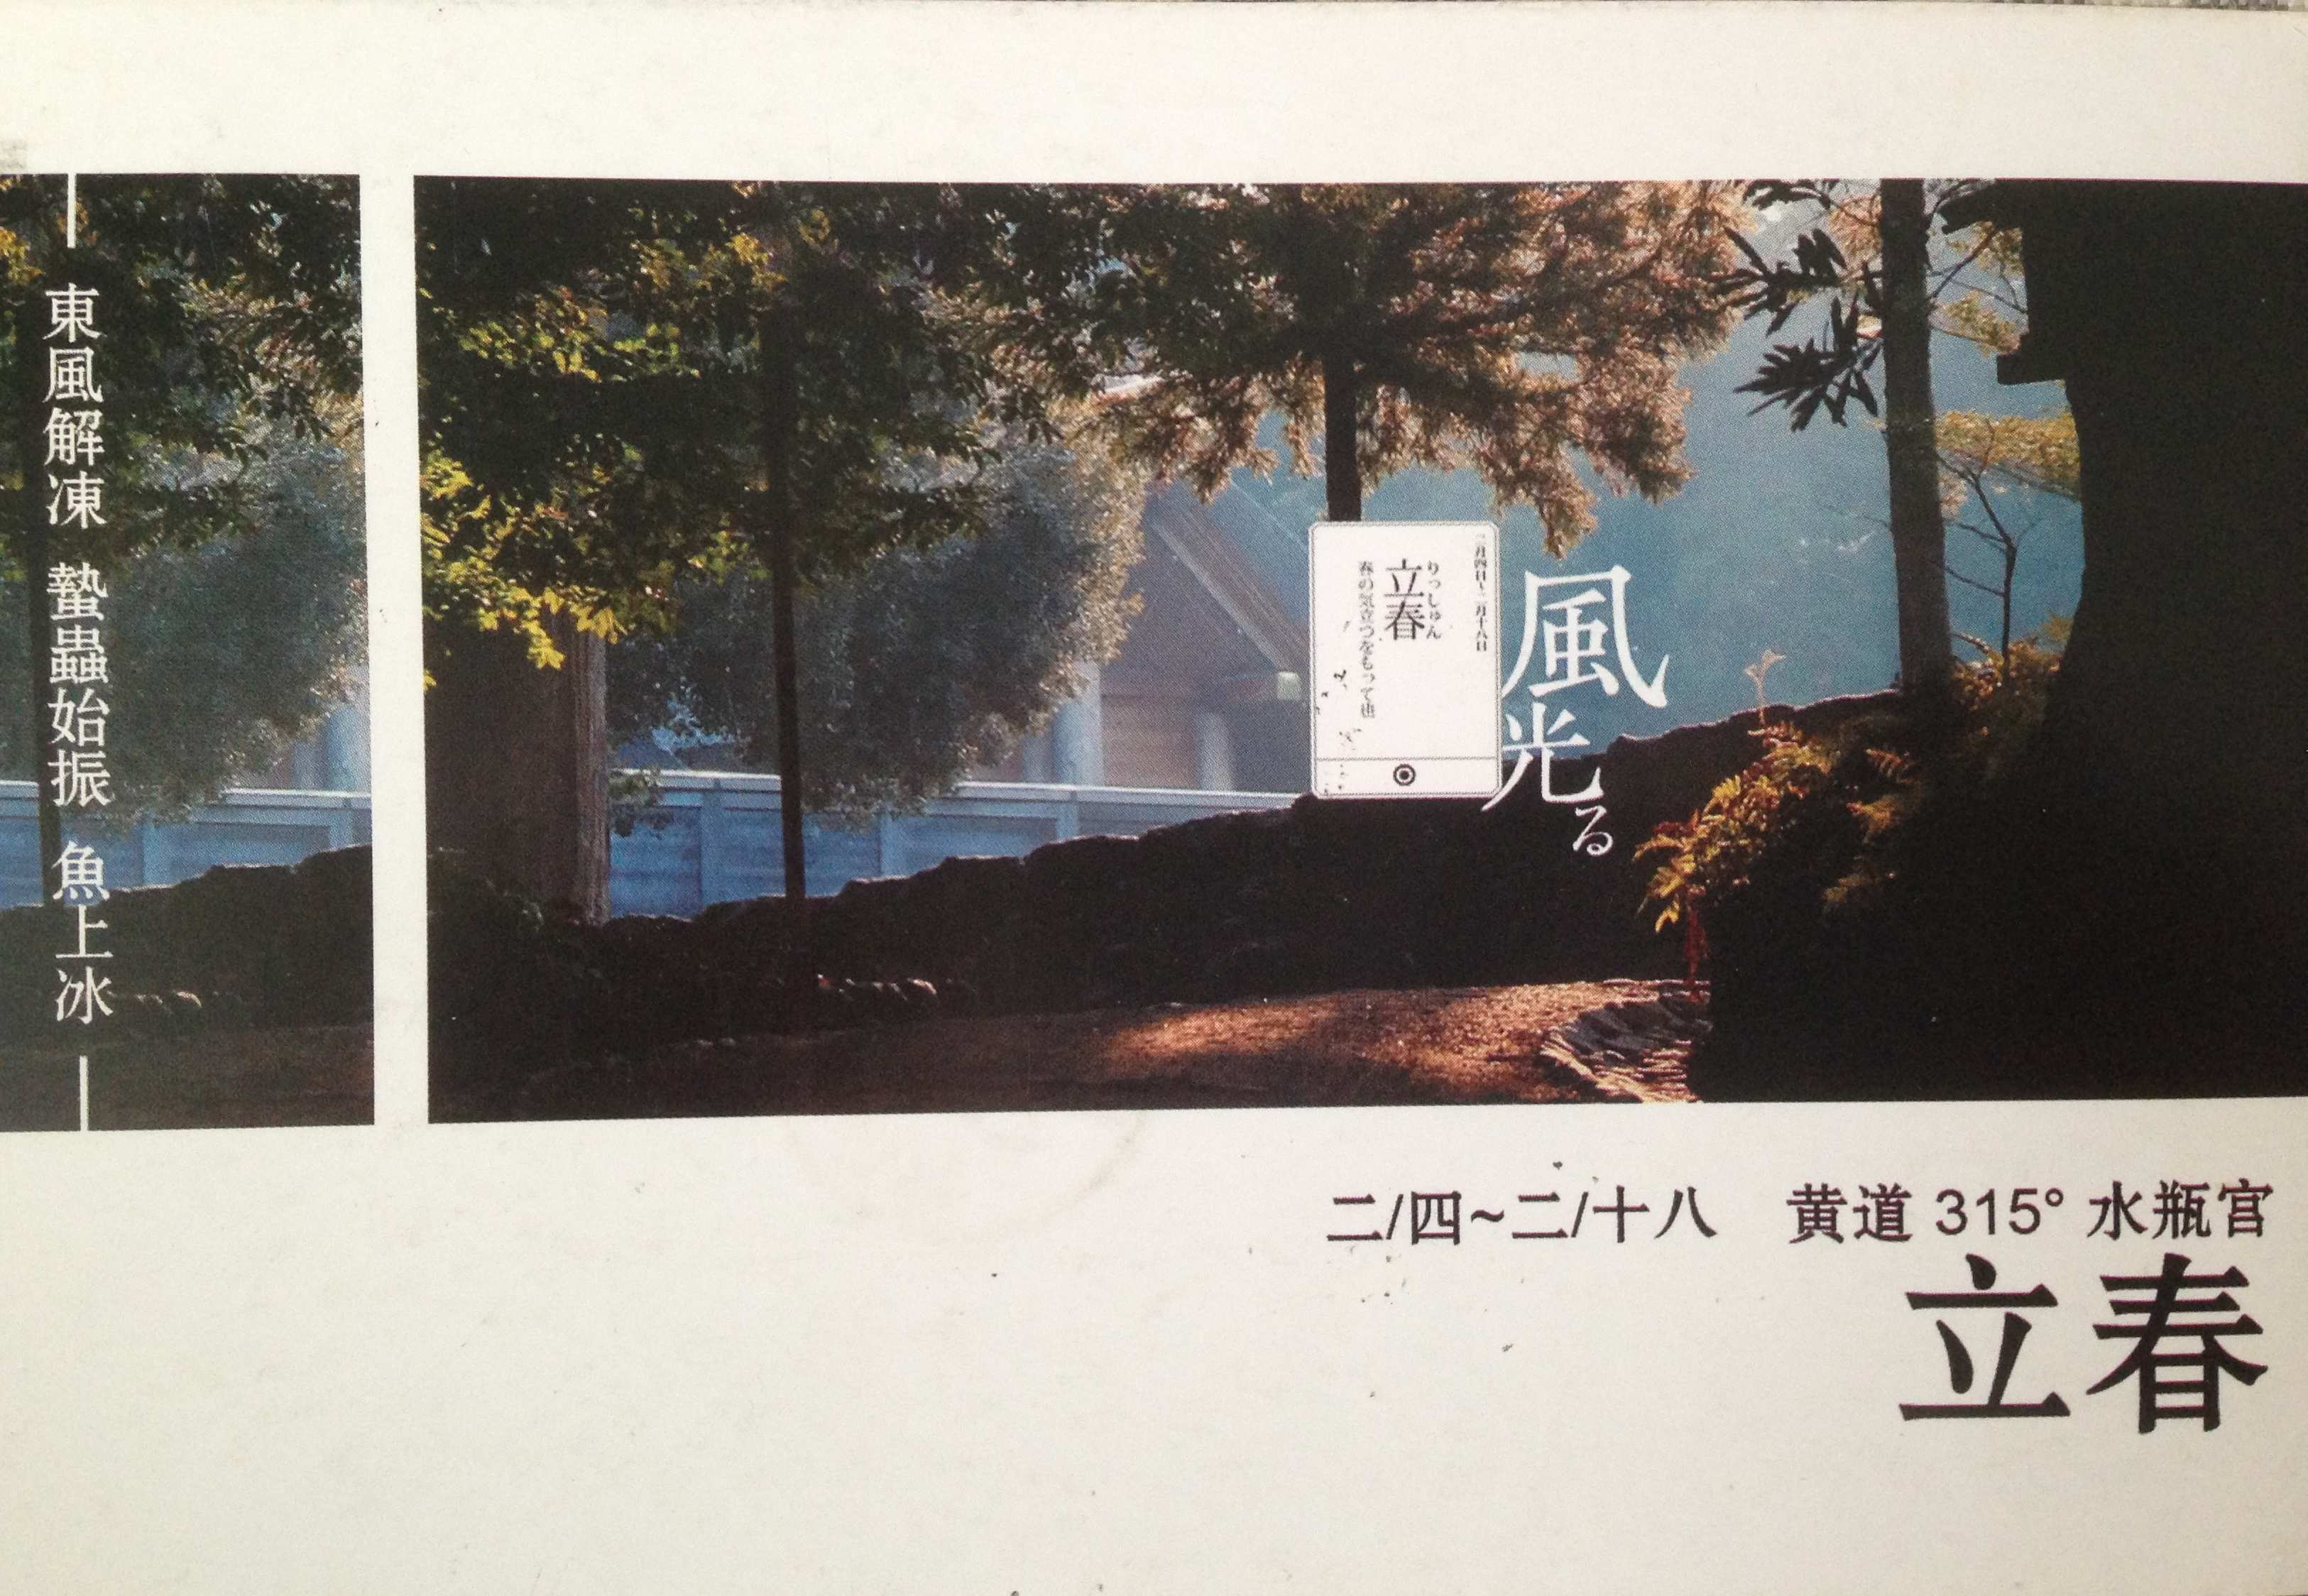 東風解凍 蟄蟲始振 魚上冰
風光る
二月四日~二月十八日
りっしゅん
立春
春の気立つをもって也
二/四~二/十八 黄道 315° 水瓶宫
立春